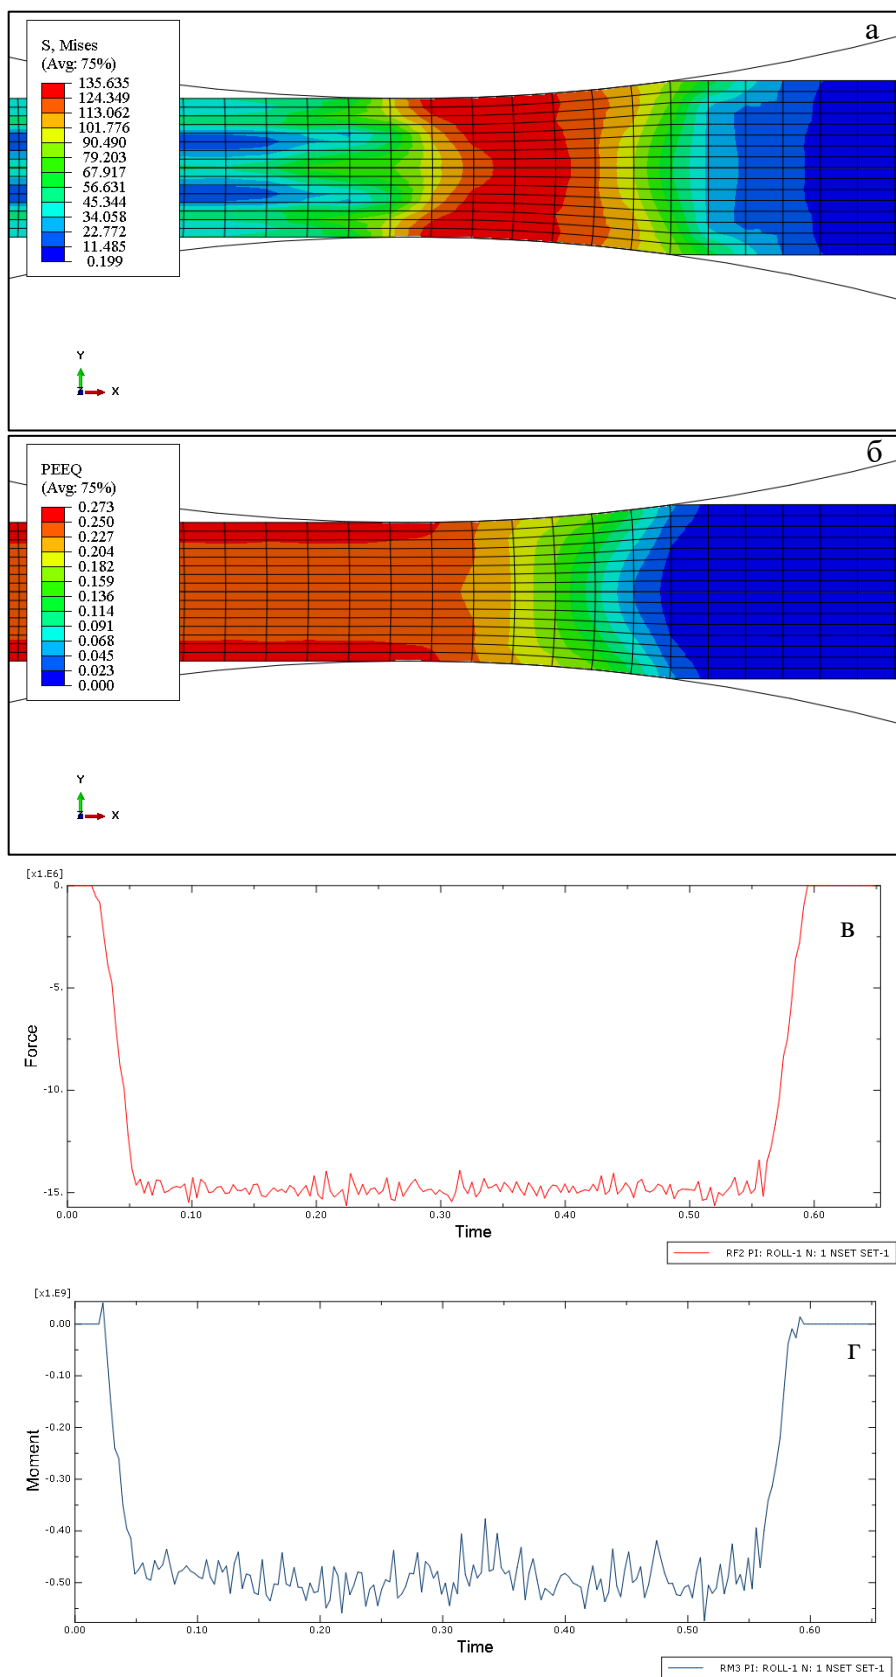 а
S, Mises
(Avg: 75%)
135.635
124.349
113.062
101.776
90.490
79.203
67.917
56.631
45.344
34.058
22.772
11.485
0.199
Y
Z X
б
PEEQ
(Avg: 75%)
0.273
0.250
0.227
0.204
0.182
0.159
0.136
0.114
0.091
0.068
0.045
0.023
0.000
Y
Z X
[x1.E6]
в
0.
-5.
-10.
-15.
Force
0.00 0.10 0.20 0.30 0.40 0.50 0.60
Time
RF2 PI: ROLL-1 N: 1 NSET SET-1
[x1.E9]
г
0.00
-0.10
-0.20
-0.30
-0.40
-0.50
Moment
0.00 0.10 0.20 0.30 0.40 0.50 0.60
Time
RM3 PI: ROLL-1 N: 1 NSET SET-1